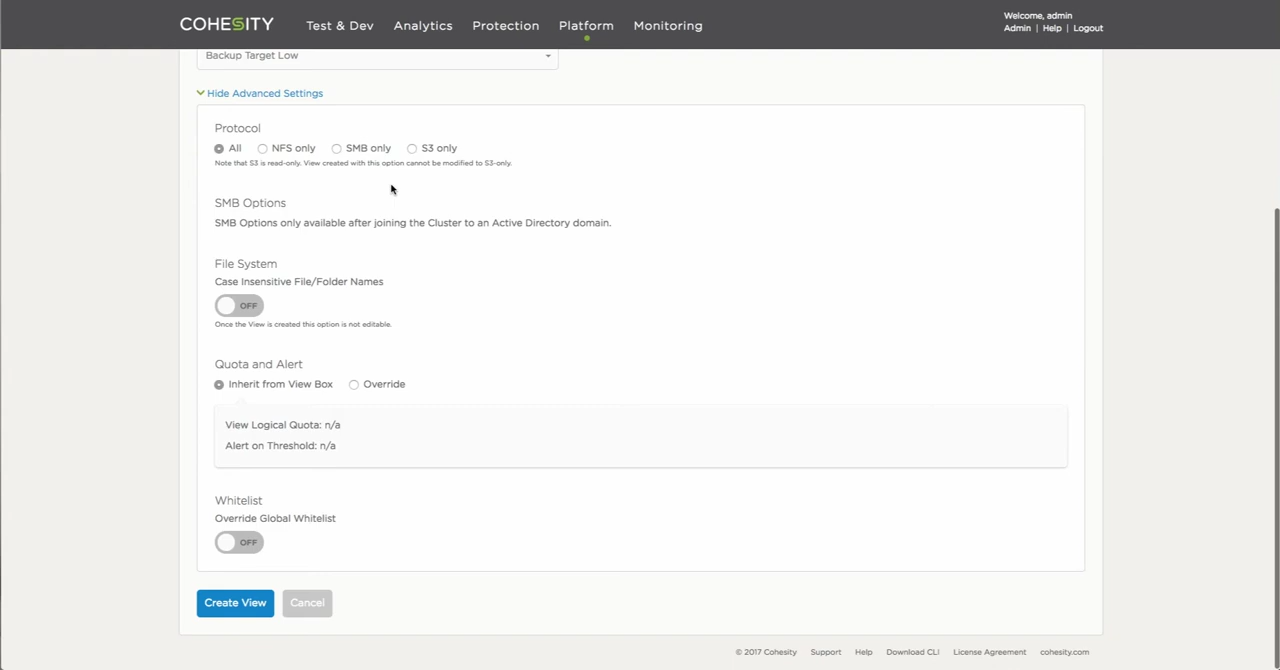 COHESITY Test & Dev Analytics Protection Platform Monitoring
Welcome, admin
Admin | Help | Logout
Backup Target Low
Hide Advanced Settings
Protocol
All NFS only SMB only S3 only
Note that S3 is read-only. View created with this option cannot be modified to S3-only.
SMB Options
SMB Options only available after joining the Cluster to an Active Directory domain.
File System
Case Insensitive File/Folder Names
OFF
Once the View is created this option is not editable.
Quota and Alert
Inherit from View Box Override
View Logical Quota: n/a
Alert on Threshold: n/a
Whitelist
Override Global Whitelist
OFF
Create View Cancel
© 2017 Cohesity Support Help Download CLI License Agreement cohesity.com